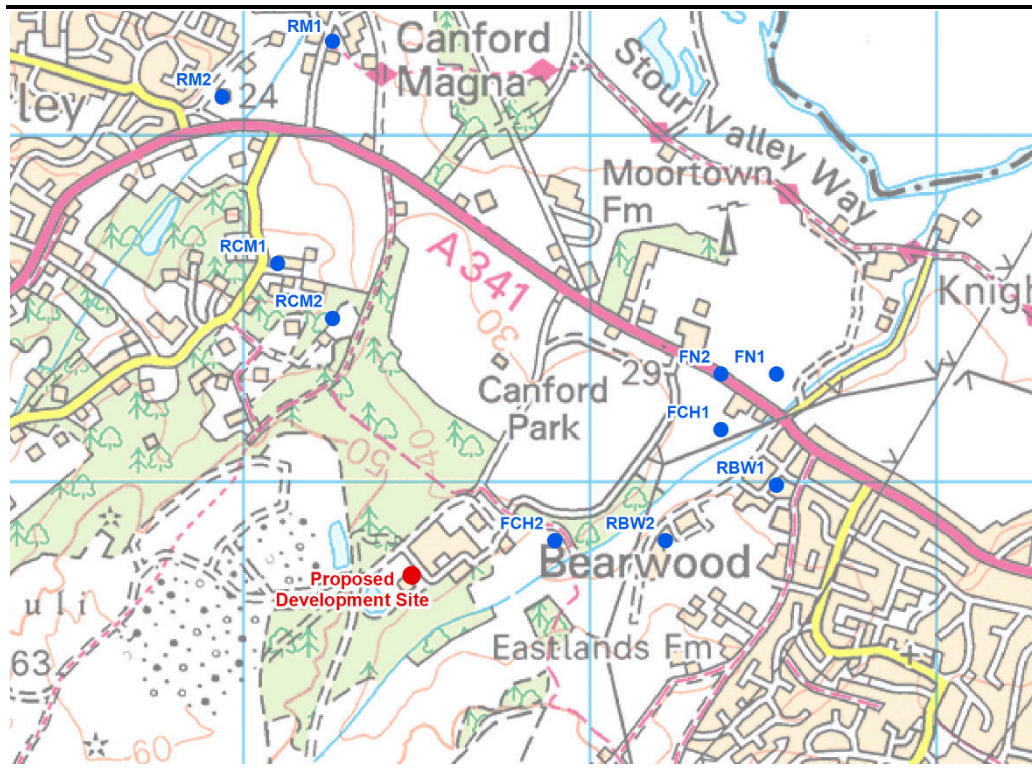 RM1
Canford
Magna
RM2
24
ley
Stour Valley Way
Moortown
Fm
RCM1
A341
Knigh
RCM2
30
29
FN2
FN1
Canford
Park
FCH1
50
40
RBW1
FCH2
RBW2
Bearwood
Proposed
Development Site
uli
Eastlands Fm
63
60